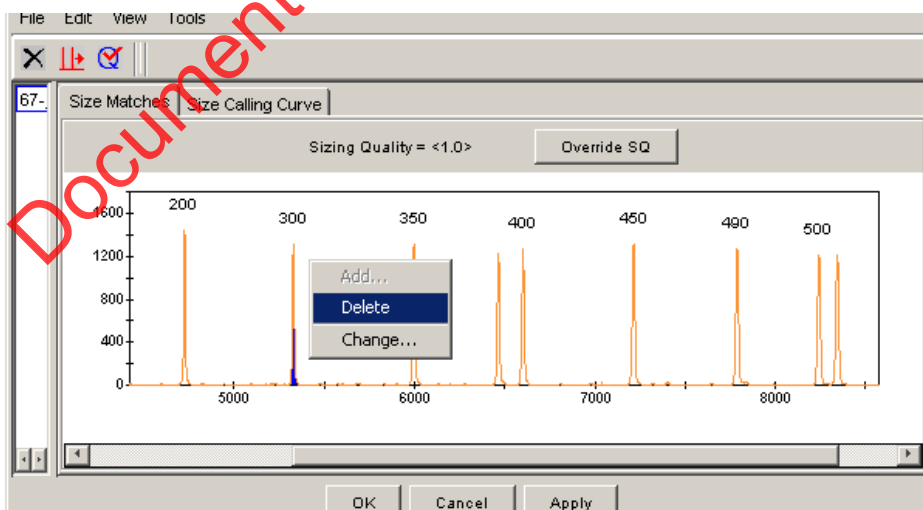 File Edit View Tools
67-
Size Matches Size Calling Curve
Sizing Quality = <1.0> Override SQ
200 300 350 400 450 490 500
1600
1200
800
400
0
5000 6000 7000 8000
Add...
Delete
Change...
OK Cancel Apply
Document